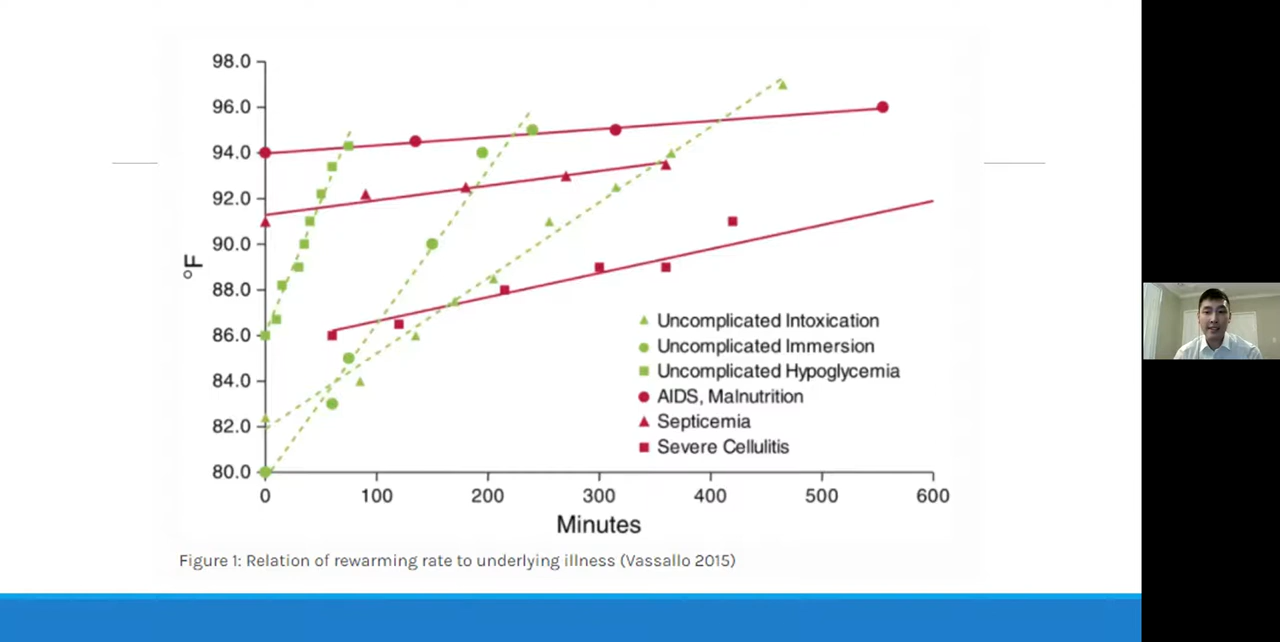 98.0
96.0
94.0
92.0
90.0
88.0
86.0
84.0
82.0
80.0
°F
0 100 200 300 400 500 600
Minutes
Uncomplicated Intoxication
Uncomplicated Immersion
Uncomplicated Hypoglycemia
AIDS, Malnutrition
Septicemia
Severe Cellulitis
Figure 1: Relation of rewarming rate to underlying illness (Vassallo 2015)